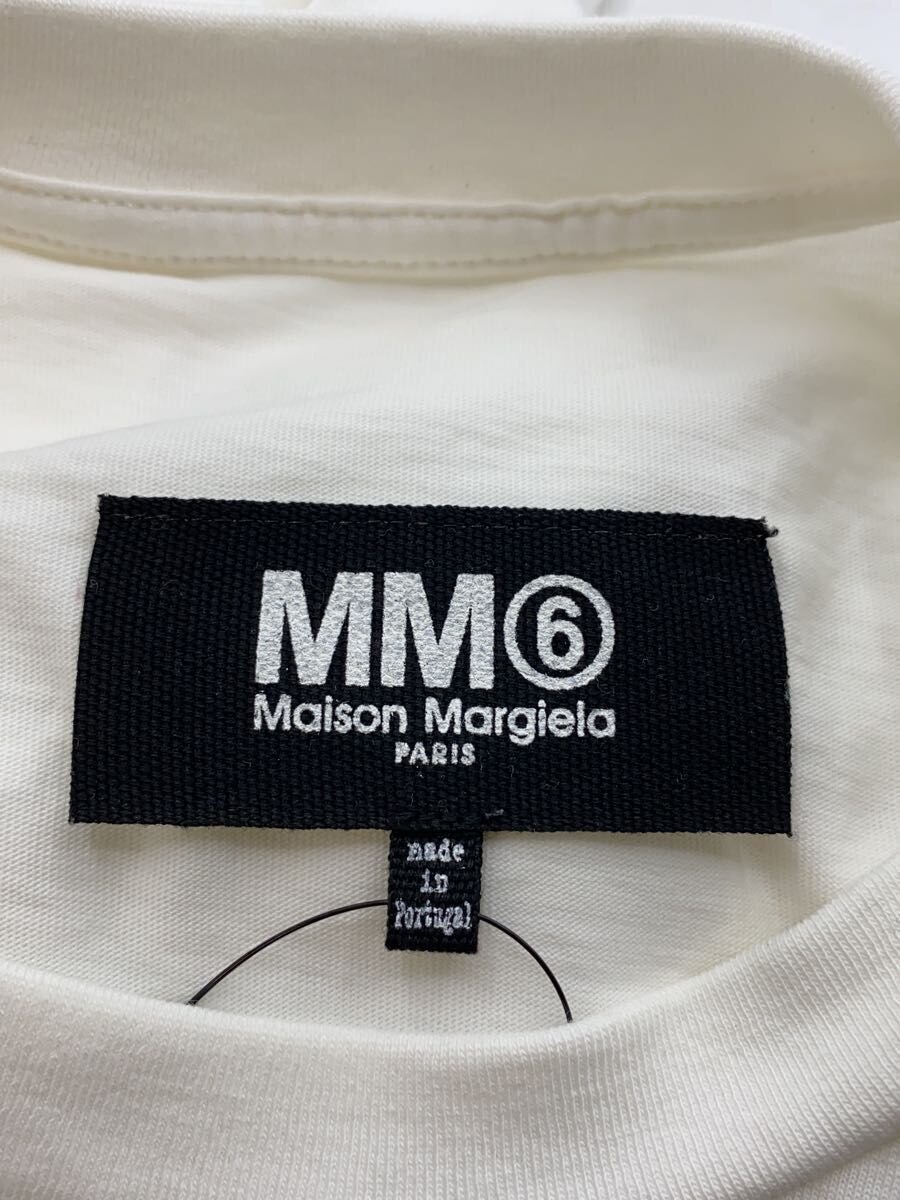 MM⑥
Maison Margiela
PARIS
made
in
Portugal